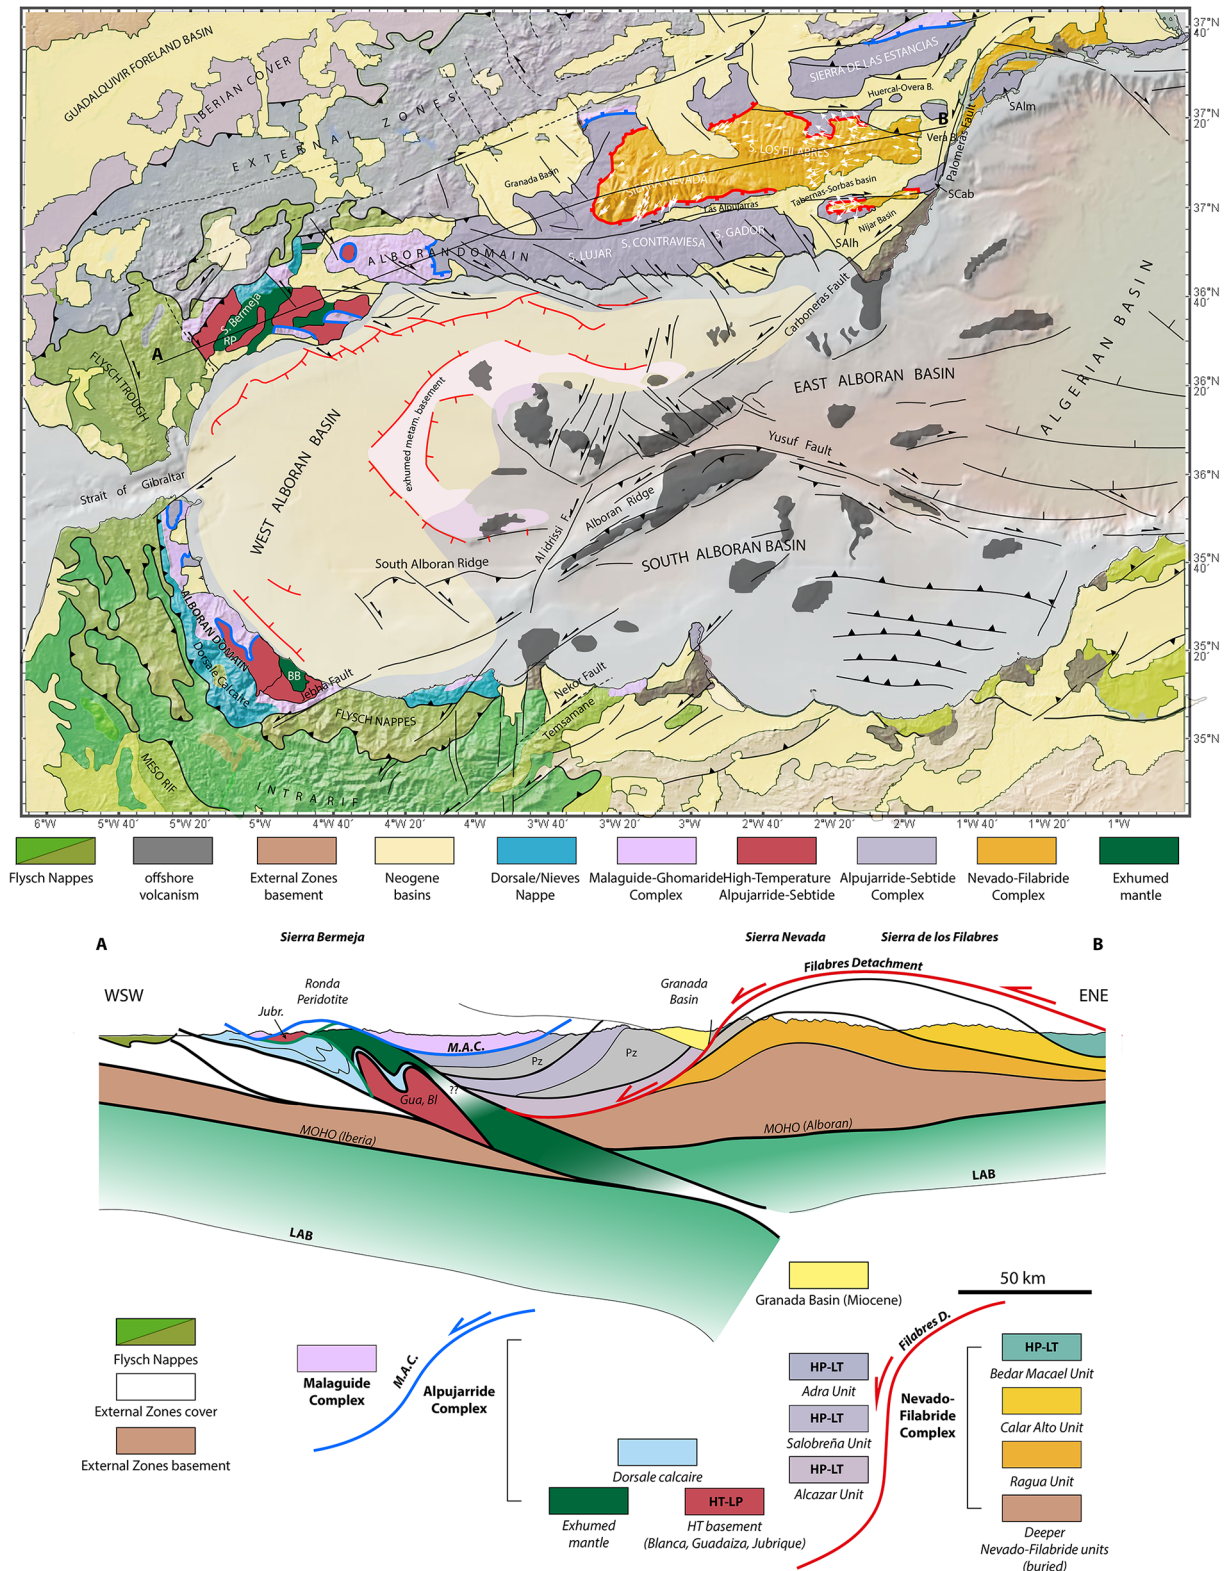 37°N
40´
GUADALQUIVIR FORELAND BASIN
IBERIAN COVER
EXTERNAL ZONES
SIERRA DE LAS ESTANCIAS
Huercal-Overa B.
SAlm
B
37°N
20´
Vera B.
Palomeras Fault
S. LOS FILABRES
SIERRA NEVADA
Granada Basin
Las Alpujarras
Tabernas-Sorbas basin
SCab
Nijar Basin
SAlh
37°N
S. GADOR
S. CONTRAVIESA
S. LUJAR
ALBORAN DOMAIN
S. Bermeja
RP
A
Carboneras Fault
36°N
40´
FLYSCH TROUGH
ALGERIAN BASIN
EAST ALBORAN BASIN
36°N
20´
exhumed metam. basement
WEST ALBORAN BASIN
Yusuf Fault
36°N
Strait of Gibraltar
Alboran Ridge
Al idrissi F.
South Alboran Ridge
SOUTH ALBORAN BASIN
35°N
40´
ALBORAN DOMAIN
Dorsale Calcaire
BB
Jebha Fault
35°N
20´
FLYSCH NAPPES
Nekor Fault
Temsamane
35°N
MESO RIF
INTRARIF
6°W 5°W 40´ 5°W 20´ 5°W 4°W 40´ 4°W 20´ 4°W 3°W 40´ 3°W 20´ 3°W 2°W 40´ 2°W 20´ 2°W 1°W 40´ 1°W 20´ 1°W
Flysch Nappes
offshore
volcanism
External Zones
basement
Neogene
basins
Dorsale/Nieves
Nappe
Malaguide-Ghomaride
Complex
High-Temperature
Alpujarride-Sebtide
Alpujarride-Sebtide
Complex
Nevado-Filabride
Complex
Exhumed
mantle
A
Sierra Bermeja
Sierra Nevada
Sierra de los Filabres
B
WSW
Ronda
Peridotite
Jubr.
Granada
Basin
Filabres Detachment
ENE
M.A.C.
Pz
Pz
??
Gua, Bl
MOHO (Iberia)
MOHO (Alboran)
LAB
LAB
Granada Basin (Miocene)
50 km
Flysch Nappes
External Zones cover
External Zones basement
Malaguide
Complex
M.A.C.
Alpujarride
Complex
Dorsale calcaire
Exhumed
mantle
HT-LP
HT basement
(Blanca, Guadaiza, Jubrique)
HP-LT
Adra Unit
HP-LT
Salobreña Unit
HP-LT
Alcazar Unit
Filabres D.
Nevado-
Filabride
Complex
HP-LT
Bedar Macael Unit
Calar Alto Unit
Ragua Unit
Deeper
Nevado-Filabride units
(buried)